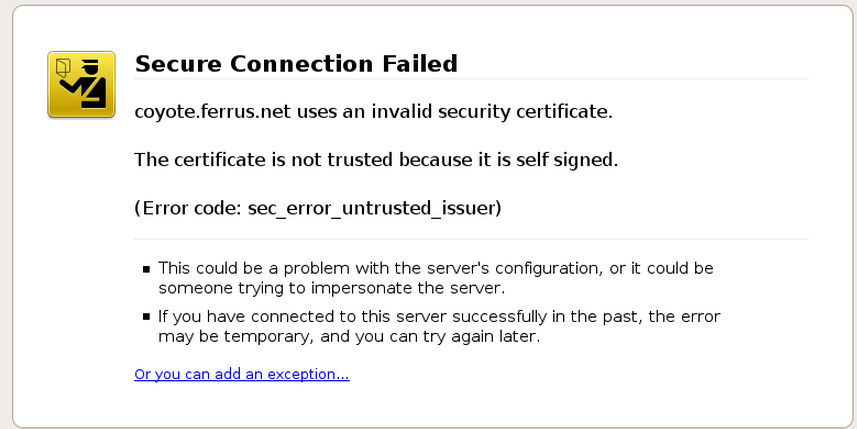 Secure Connection Failed
coyote.ferrus.net uses an invalid security certificate.
The certificate is not trusted because it is self signed.
(Error code: sec_error_untrusted_issuer)
This could be a problem with the server's configuration, or it could be
someone trying to impersonate the server.
If you have connected to this server successfully in the past, the error
may be temporary, and you can try again later.
Or you can add an exception...